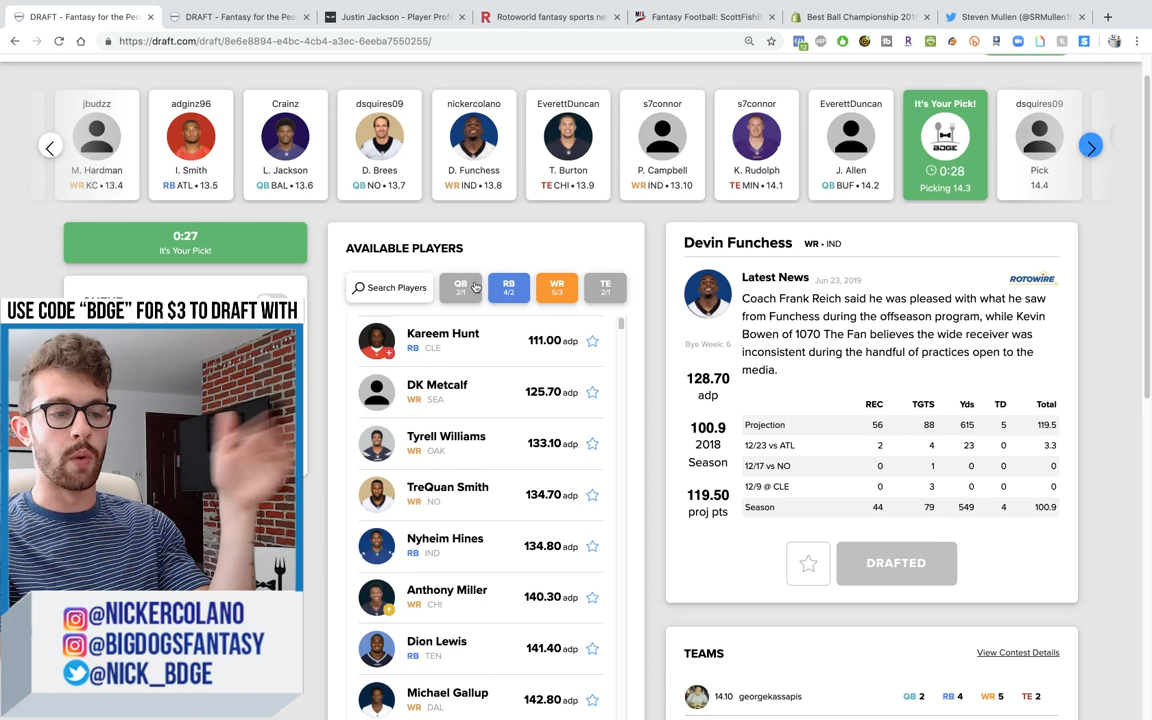 DRAFT - Fantasy for the Peo
DRAFT - Fantasy for the Peo
Justin Jackson - Player Profi
Rotoworld fantasy sports ne
Fantasy Football: ScottFishB
Best Ball Championship 201
Steven Mullen (@SRMullen1
https://draft.com/draft/8e6e8894-e4bc-4cb4-a3ec-6eeba7550255/
jbudzz
M. Hardman
WR KC • 13.4
adginz96
I. Smith
RB ATL • 13.5
Crainz
L. Jackson
QB BAL • 13.6
dsquires09
D. Brees
QB NO • 13.7
nickercolano
D. Funchess
WR IND • 13.8
EverettDuncan
T. Burton
TE CHI • 13.9
s7connor
P. Campbell
WR IND • 13.10
s7connor
K. Rudolph
TE MIN • 14.1
EverettDuncan
J. Allen
QB BUF • 14.2
It's Your Pick!
BDGE
0:28
Picking 14.3
dsquires09
Pick
14.4
0:27
It's Your Pick!
USE CODE "BDGE" FOR $3 TO DRAFT WITH
@NICKERCOLANO
@BIGDOGSFANTASY
@NICK_BDGE
AVAILABLE PLAYERS
Search Players
QB
2/1
RB
4/2
WR
5/3
TE
2/1
Kareem Hunt
RB CLE
111.00 adp
DK Metcalf
WR SEA
125.70 adp
Tyrell Williams
WR OAK
133.10 adp
TreQuan Smith
WR NO
134.70 adp
Nyheim Hines
RB IND
134.80 adp
Anthony Miller
WR CHI
140.30 adp
Dion Lewis
RB TEN
141.40 adp
Michael Gallup
WR DAL
142.80 adp
Devin Funchess WR • IND
Latest News Jun 23, 2019
ROTOWIRE
Coach Frank Reich said he was pleased with what he saw
from Funchess during the offseason program, while Kevin
Bowen of 1070 The Fan believes the wide receiver was
inconsistent during the handful of practices open to the
media.
Bye Week: 6
128.70
adp
100.9
2018
Season
119.50
proj pts
REC TGTS Yds TD Total
Projection 56 88 615 5 119.5
12/23 vs ATL 2 4 23 0 3.3
12/17 vs NO 0 1 0 0 0
12/9 @ CLE 0 3 0 0 0
Season 44 79 549 4 100.9
DRAFTED
TEAMS
View Contest Details
14.10 georgekassapis QB 2 RB 4 WR 5 TE 2